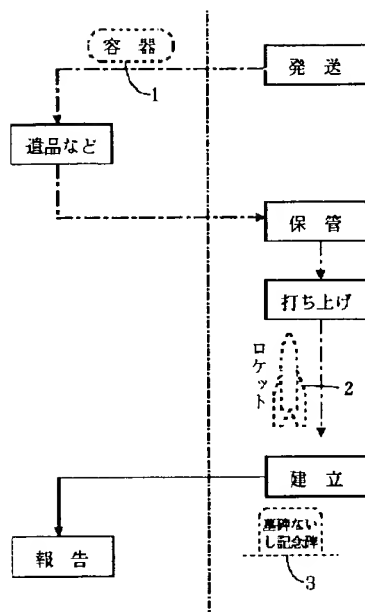 容器
1
発送
遺品など
保管
打ち上げ
ロケット
2
建立
墓碑ない
し記念碑
3
報告